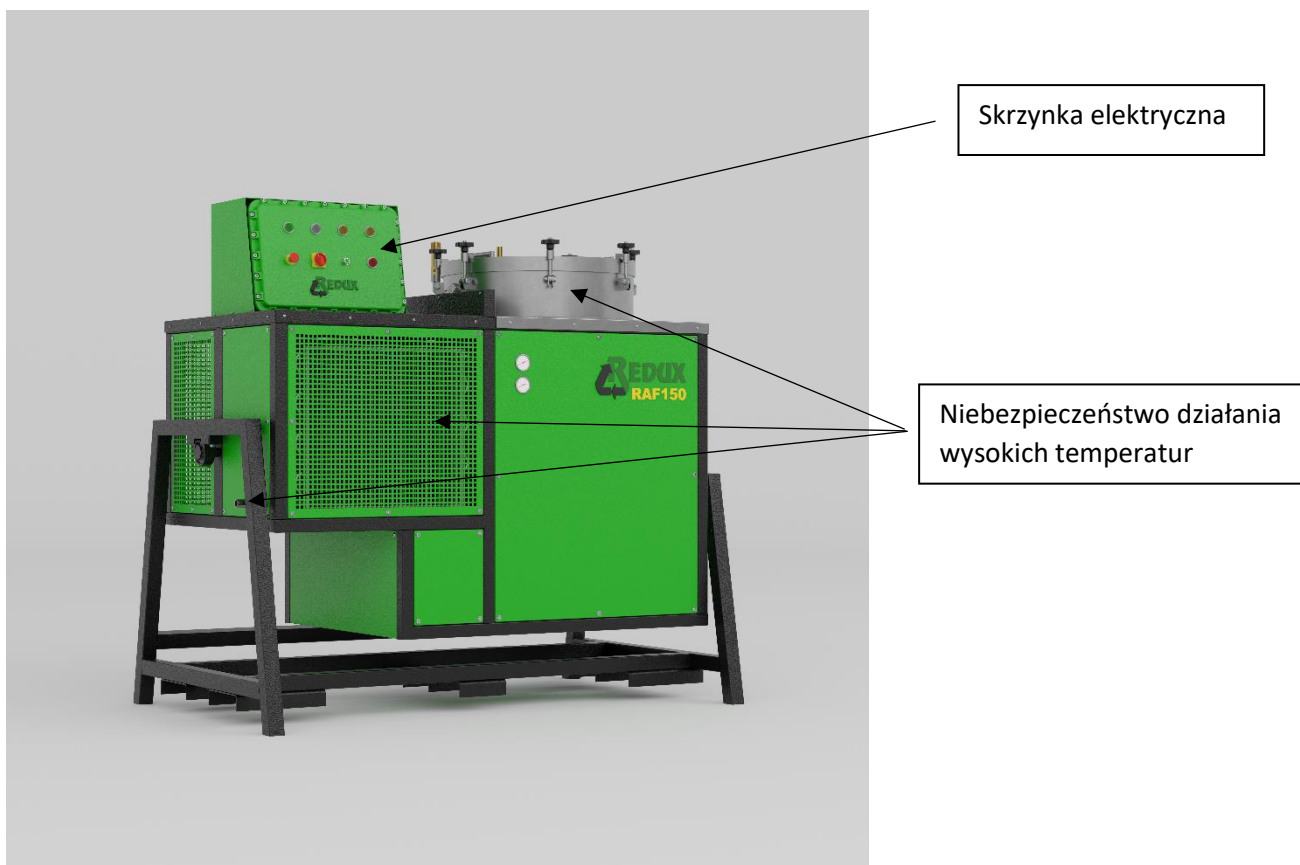 Skrzynka elektryczna
REDUX
REDUX
RAF150
Niebezpieczeństwo działania
wysokich temperatur